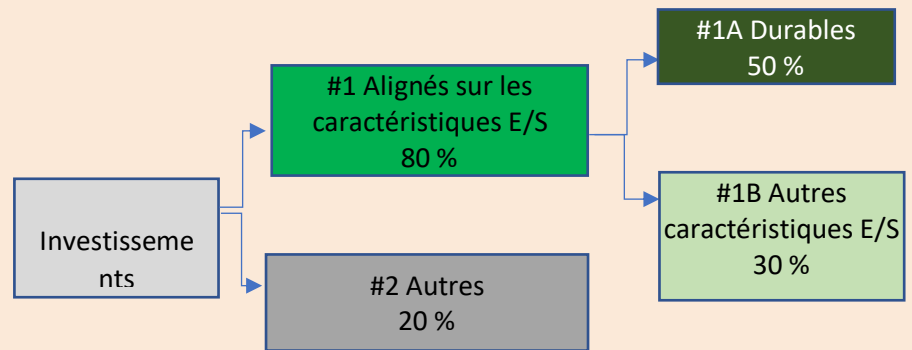 #1A Durables
50 %
#1 Alignés sur les
caractéristiques E/S
80 %
#1B Autres
caractéristiques E/S
30 %
Investisseme
nts
#2 Autres
20 %